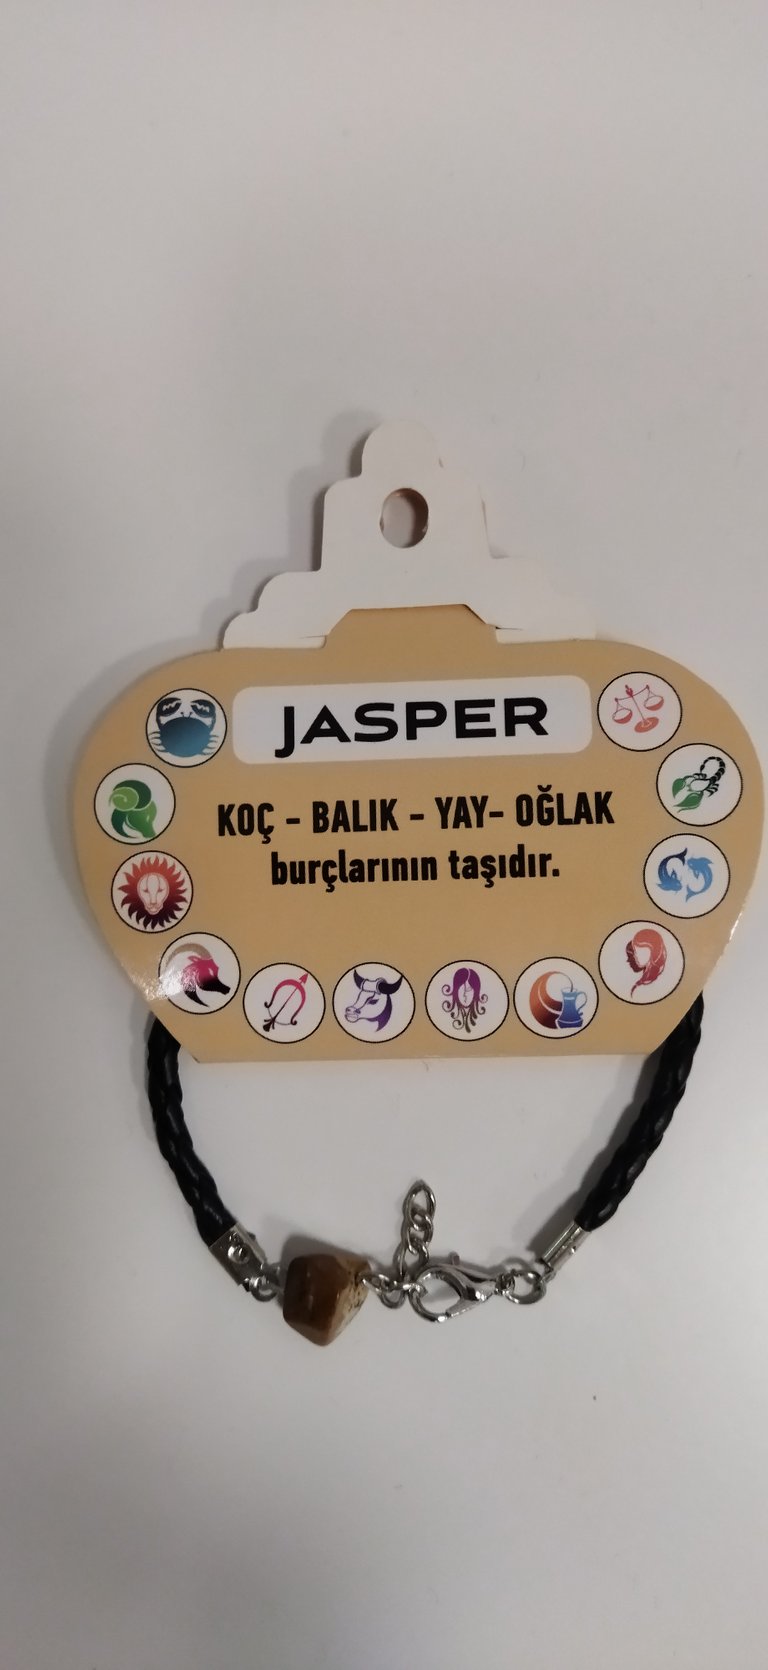 JASPER
KOÇ - BALIK - YAY- OĞLAK
burçlarının taşıdır.